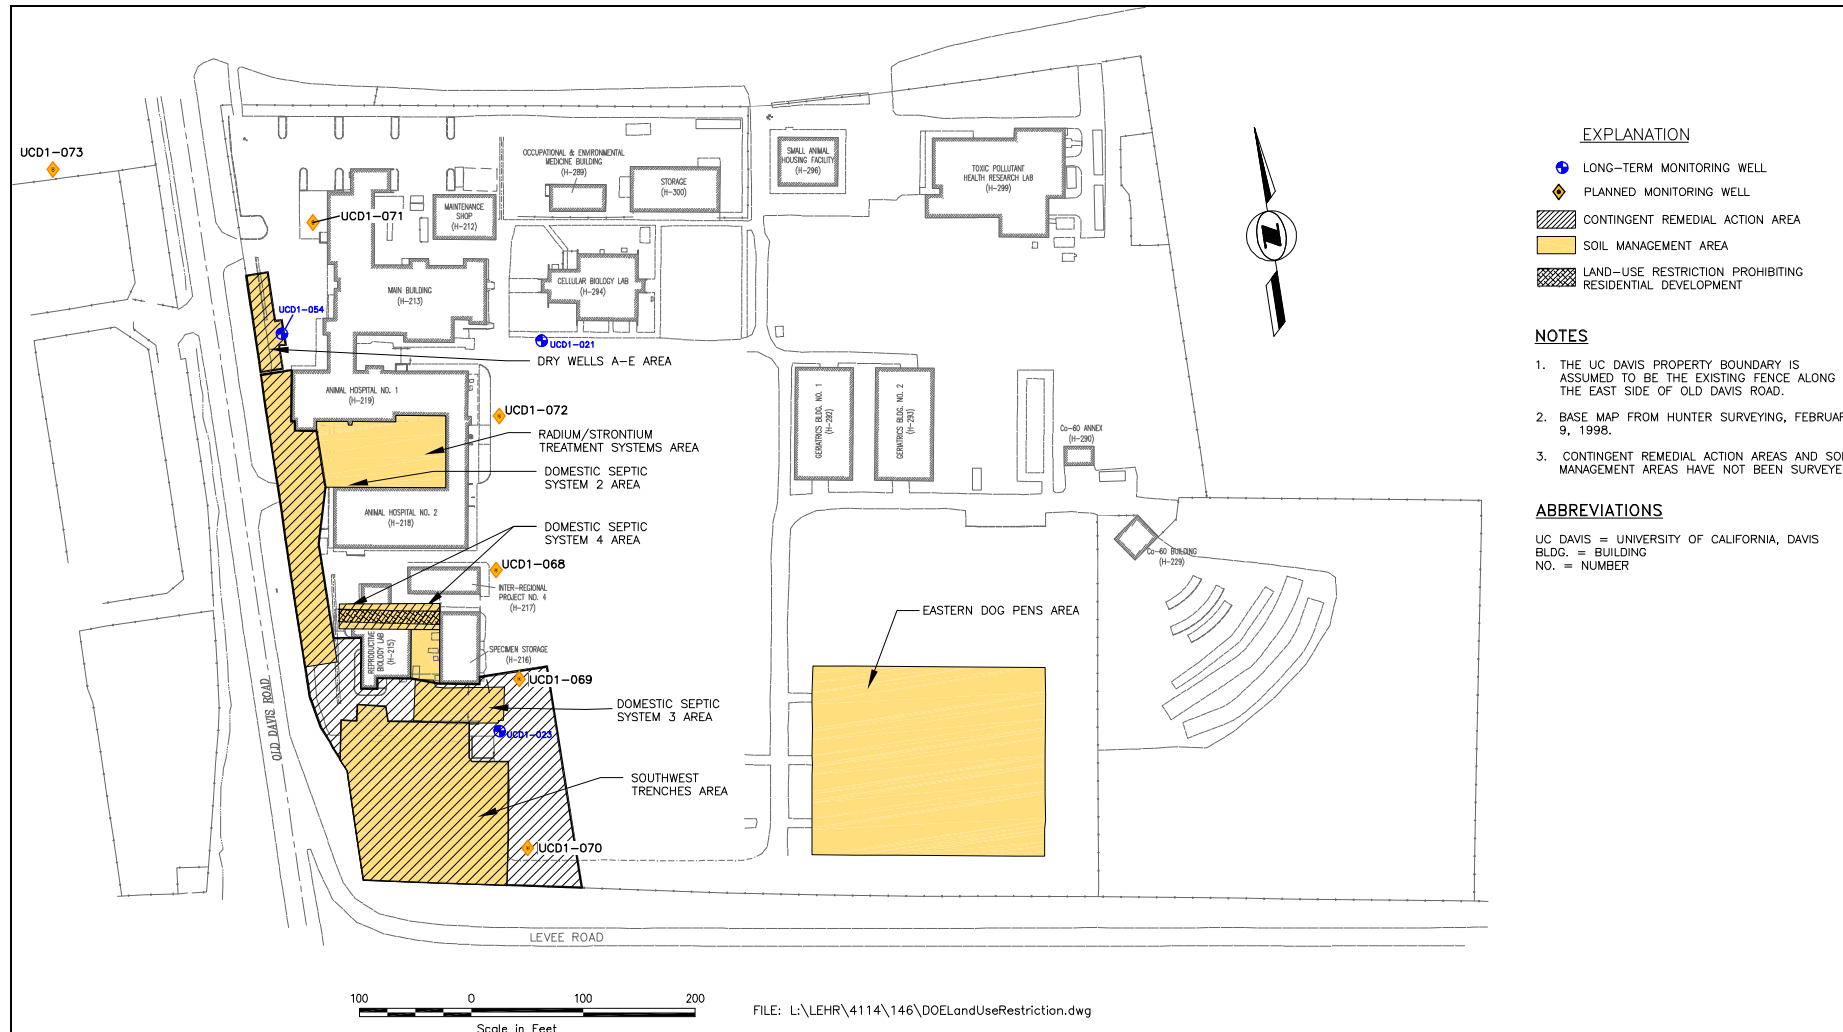 UCD1-073
UCD1-071
OCCUPATIONAL & ENVIRONMENTAL
MEDICINE BUILDING
(H-289)
STORAGE
(H-300)
MAINTENANCE
SHOP
(H-212)
SMALL ANIMAL
HOUSING FACILITY
(H-296)
TOXIC POLLUTANT
HEALTH RESEARCH LAB
(H-299)
MAIN BUILDING
(H-213)
CELLULAR BIOLOGY LAB
(H-294)
UCD1-054
UCD1-021
DRY WELLS A-E AREA
ANIMAL HOSPITAL NO. 1
(H-219)
UCD1-072
RADIUM/STRONTIUM
TREATMENT SYSTEMS AREA
DOMESTIC SEPTIC
SYSTEM 2 AREA
ANIMAL HOSPITAL NO. 2
(H-218)
DOMESTIC SEPTIC
SYSTEM 4 AREA
UCD1-068
INTER-REGIONAL
PROJECT NO. 4
(H-217)
REPRODUCTIVE
BIOLOGY LAB
(H-215)
SPECIMEN STORAGE
(H-216)
UCD1-069
DOMESTIC SEPTIC
SYSTEM 3 AREA
UCD1-023
SOUTHWEST
TRENCHES AREA
UCD1-070
OLD DAVIS ROAD
LEVEE ROAD
GERIATRICS BLDG. NO. 1
(H-292)
GERIATRICS BLDG. NO. 2
(H-293)
Co-60 ANNEX
(H-290)
Co-60 BUILDING
(H-229)
EASTERN DOG PENS AREA
EXPLANATION
LONG-TERM MONITORING WELL
PLANNED MONITORING WELL
CONTINGENT REMEDIAL ACTION AREA
SOIL MANAGEMENT AREA
LAND-USE RESTRICTION PROHIBITING
RESIDENTIAL DEVELOPMENT
NOTES
1. THE UC DAVIS PROPERTY BOUNDARY IS
ASSUMED TO BE THE EXISTING FENCE ALONG
THE EAST SIDE OF OLD DAVIS ROAD.
2. BASE MAP FROM HUNTER SURVEYING, FEBRUAR
9, 1998.
3. CONTINGENT REMEDIAL ACTION AREAS AND SOI
MANAGEMENT AREAS HAVE NOT BEEN SURVEYE
ABBREVIATIONS
UC DAVIS = UNIVERSITY OF CALIFORNIA, DAVIS
BLDG. = BUILDING
NO. = NUMBER
100 0 100 200
Scale in Feet
FILE: L:\LEHR\4114\146\DOELandUseRestriction.dwg